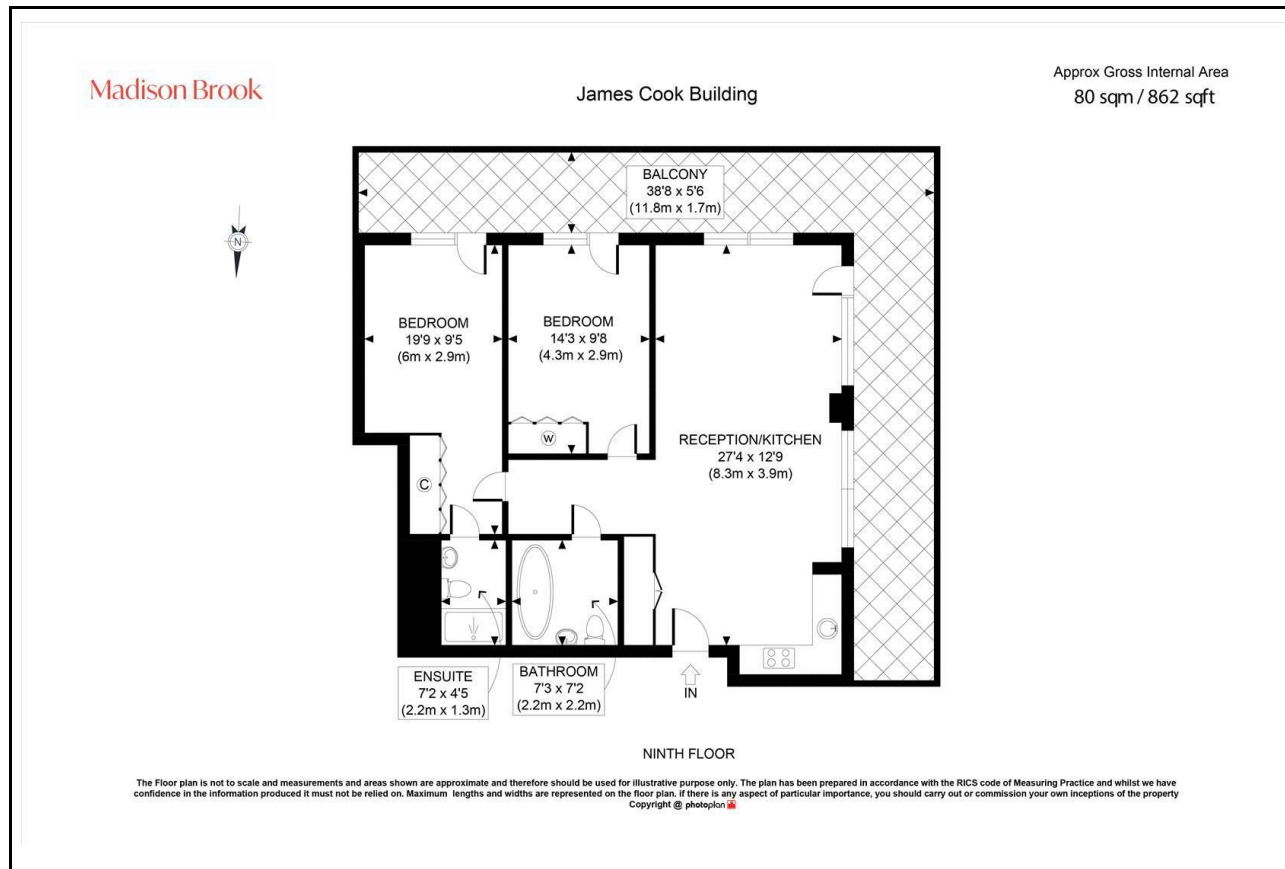 Madison Brook
James Cook Building
Approx Gross Internal Area
80 sqm / 862 sqft
BALCONY
38'8 x 5'6
(11.8m x 1.7m)
N
BEDROOM
19'9 x 9'5
(6m x 2.9m)
BEDROOM
14'3 x 9'8
(4.3m x 2.9m)
W
C
RECEPTION/KITCHEN
27'4 x 12'9
(8.3m x 3.9m)
ENSUITE
7'2 x 4'5
(2.2m x 1.3m)
BATHROOM
7'3 x 7'2
(2.2m x 2.2m)
IN
NINTH FLOOR
The Floor plan is not to scale and measurements and areas shown are approximate and therefore should be used for illustrative purpose only. The plan has been prepared in accordance with the RICS code of Measuring Practice and whilst we have
confidence in the information produced it must not be relied on. Maximum lengths and widths are represented on the floor plan. if there is any aspect of particular importance, you should carry out or commission your own inceptions of the property
Copyright @ photoplan